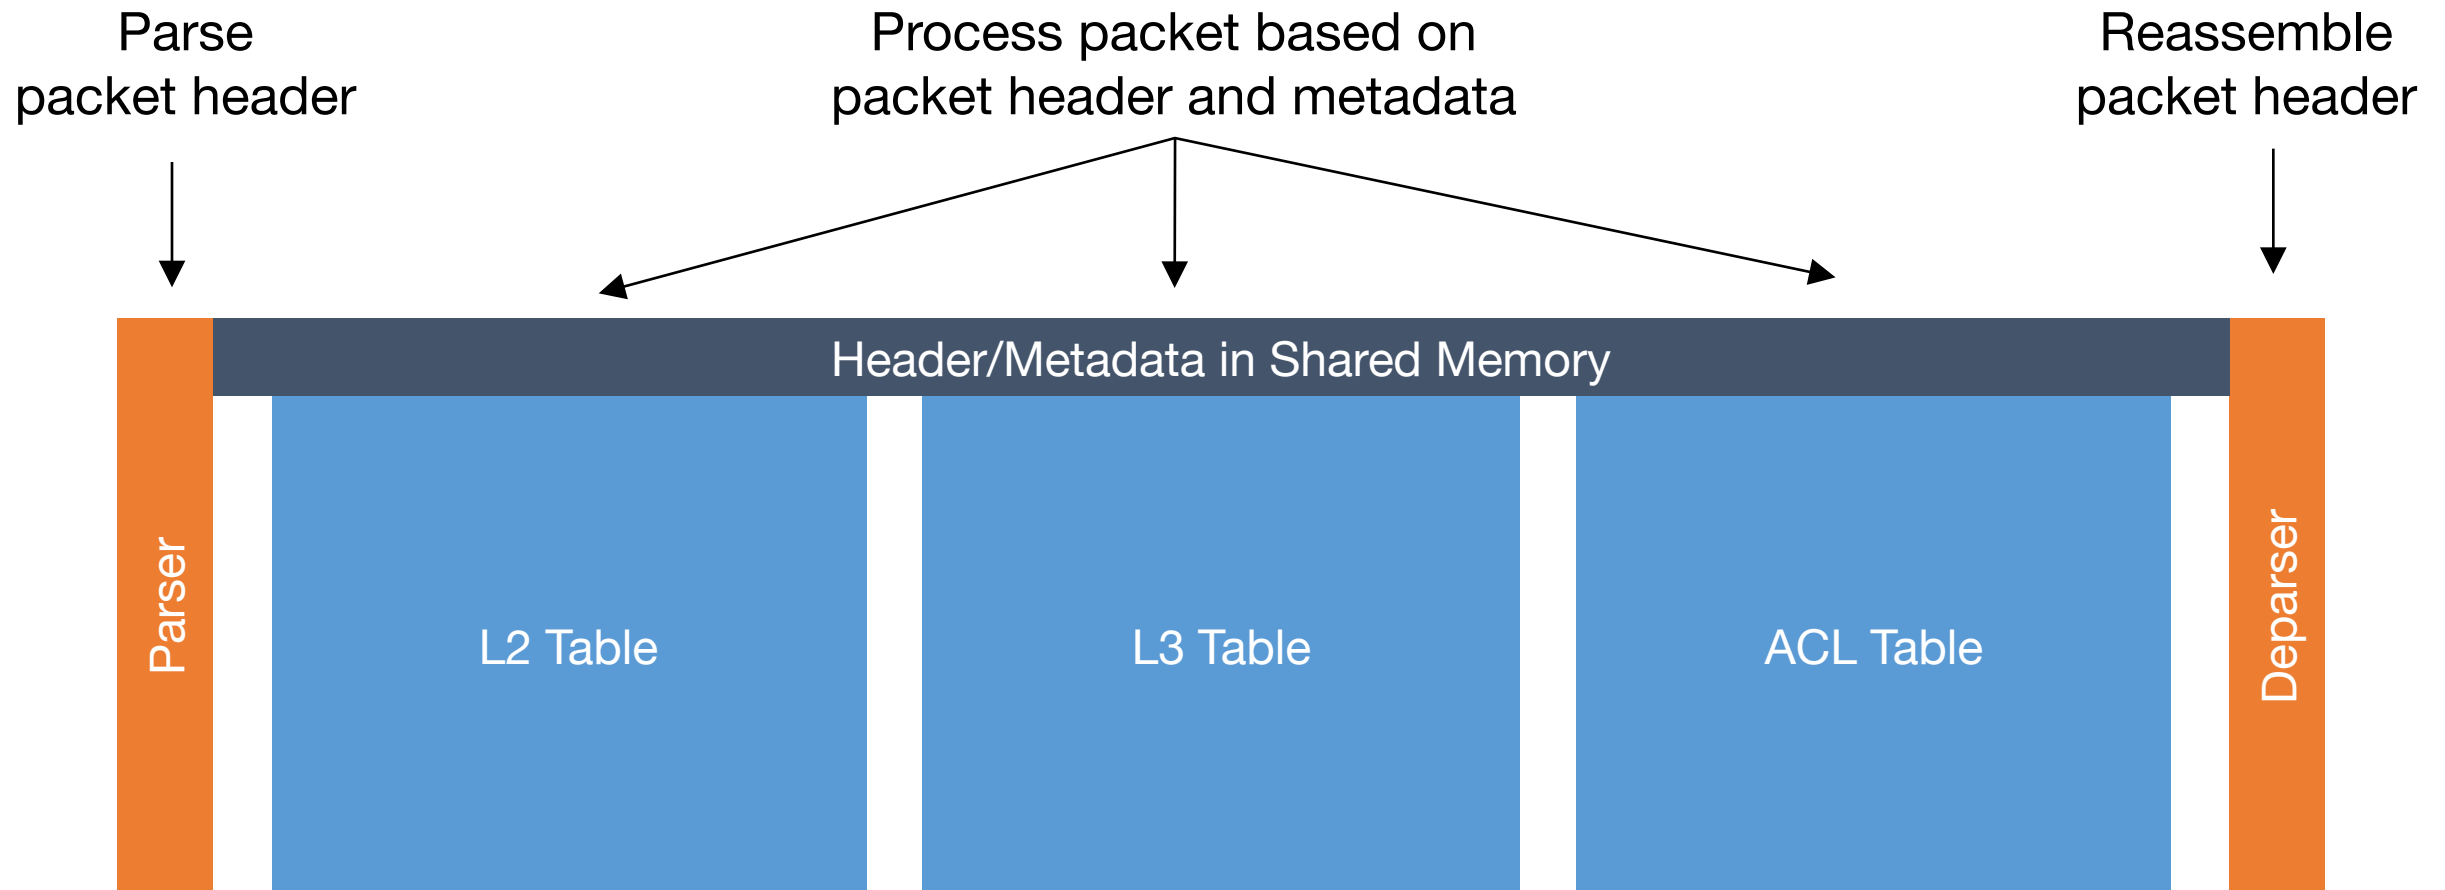 Parse
packet header
Process packet based on
packet header and metadata
Reassemble
packet header
Header/Metadata in Shared Memory
Parser
L2 Table
L3 Table
ACL Table
Deparser